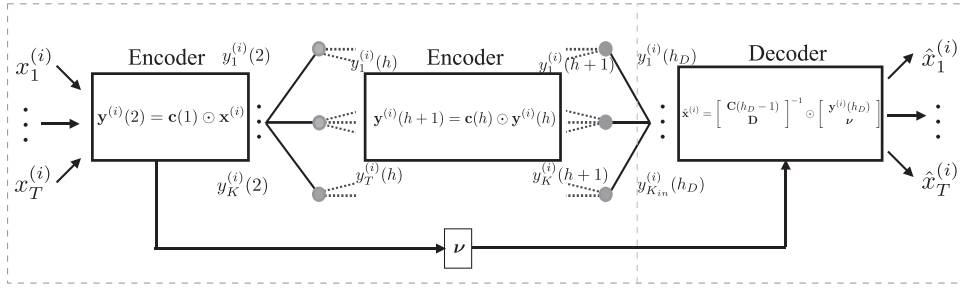 Encoder
Encoder
Decoder
x_1^{(i)}
⋮
x_T^{(i)}
y^{(i)}(2) = c(1) ⊙ x^{(i)}
y_1^{(i)}(2)
⋮
y_K^{(i)}(2)
y_1^{(i)}(h)
y_T^{(i)}(h)
y^{(i)}(h+1) = c(h) ⊙ y^{(i)}(h)
y_1^{(i)}(h+1)
y_K^{(i)}(h+1)
y_1^{(i)}(h_D)
⋮
y_{K_{in}}^{(i)}(h_D)
x̂^{(i)} = [ C(h_D−1) D ]^{−1} ⊙ [ y^{(i)}(h_D) ν ]
x̂_1^{(i)}
⋮
x̂_T^{(i)}
ν